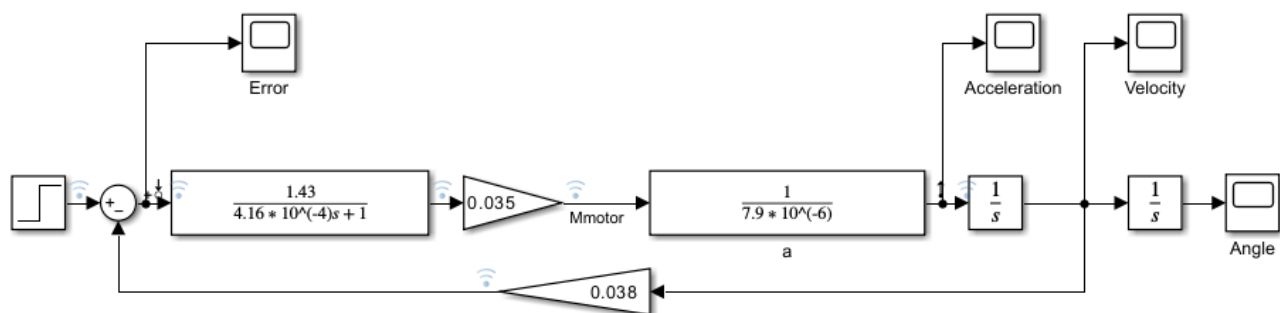 Error
Acceleration
Velocity
+
−
1.43
4.16 * 10^(-4)s + 1
0.035
Mmotor
1
7.9 * 10^(-6)
a
1
s
1
s
Angle
0.038